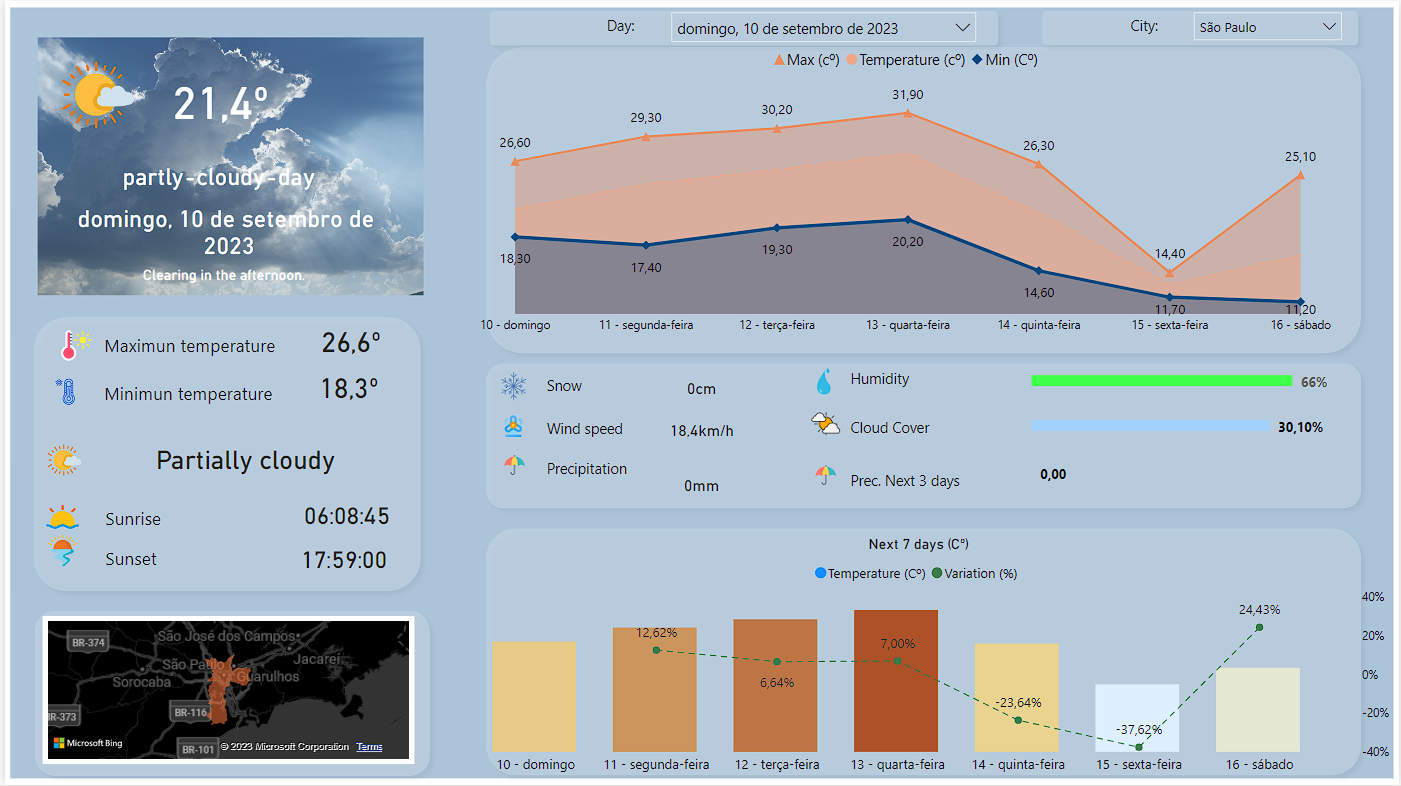 Day:
domingo, 10 de setembro de 2023
City:
São Paulo
21,4º
partly-cloudy-day
domingo, 10 de setembro de
2023
Clearing in the afternoon.
Max (cº) Temperature (cº) Min (Cº)
26,60
29,30
30,20
31,90
26,30
14,40
25,10
18,30
17,40
19,30
20,20
14,60
11,70
11,20
10 - domingo
11 - segunda-feira
12 - terça-feira
13 - quarta-feira
14 - quinta-feira
15 - sexta-feira
16 - sábado
Maximun temperature 26,6º
Minimun temperature 18,3º
Partially cloudy
Sunrise 06:08:45
Sunset 17:59:00
Snow 0cm
Wind speed 18,4km/h
Precipitation 0mm
Humidity 66%
Cloud Cover 30,10%
Prec. Next 3 days 0,00
BR-374
São José dos Campos
Jacareí
São Paulo
Sorocaba
Guarulhos
BR-116
BR-373
BR-101
Microsoft Bing
© 2023 Microsoft Corporation Terms
Next 7 days (Cº)
Temperature (Cº) Variation (%)
12,62%
6,64%
7,00%
-23,64%
-37,62%
24,43%
40%
20%
0%
-20%
-40%
10 - domingo
11 - segunda-feira
12 - terça-feira
13 - quarta-feira
14 - quinta-feira
15 - sexta-feira
16 - sábado